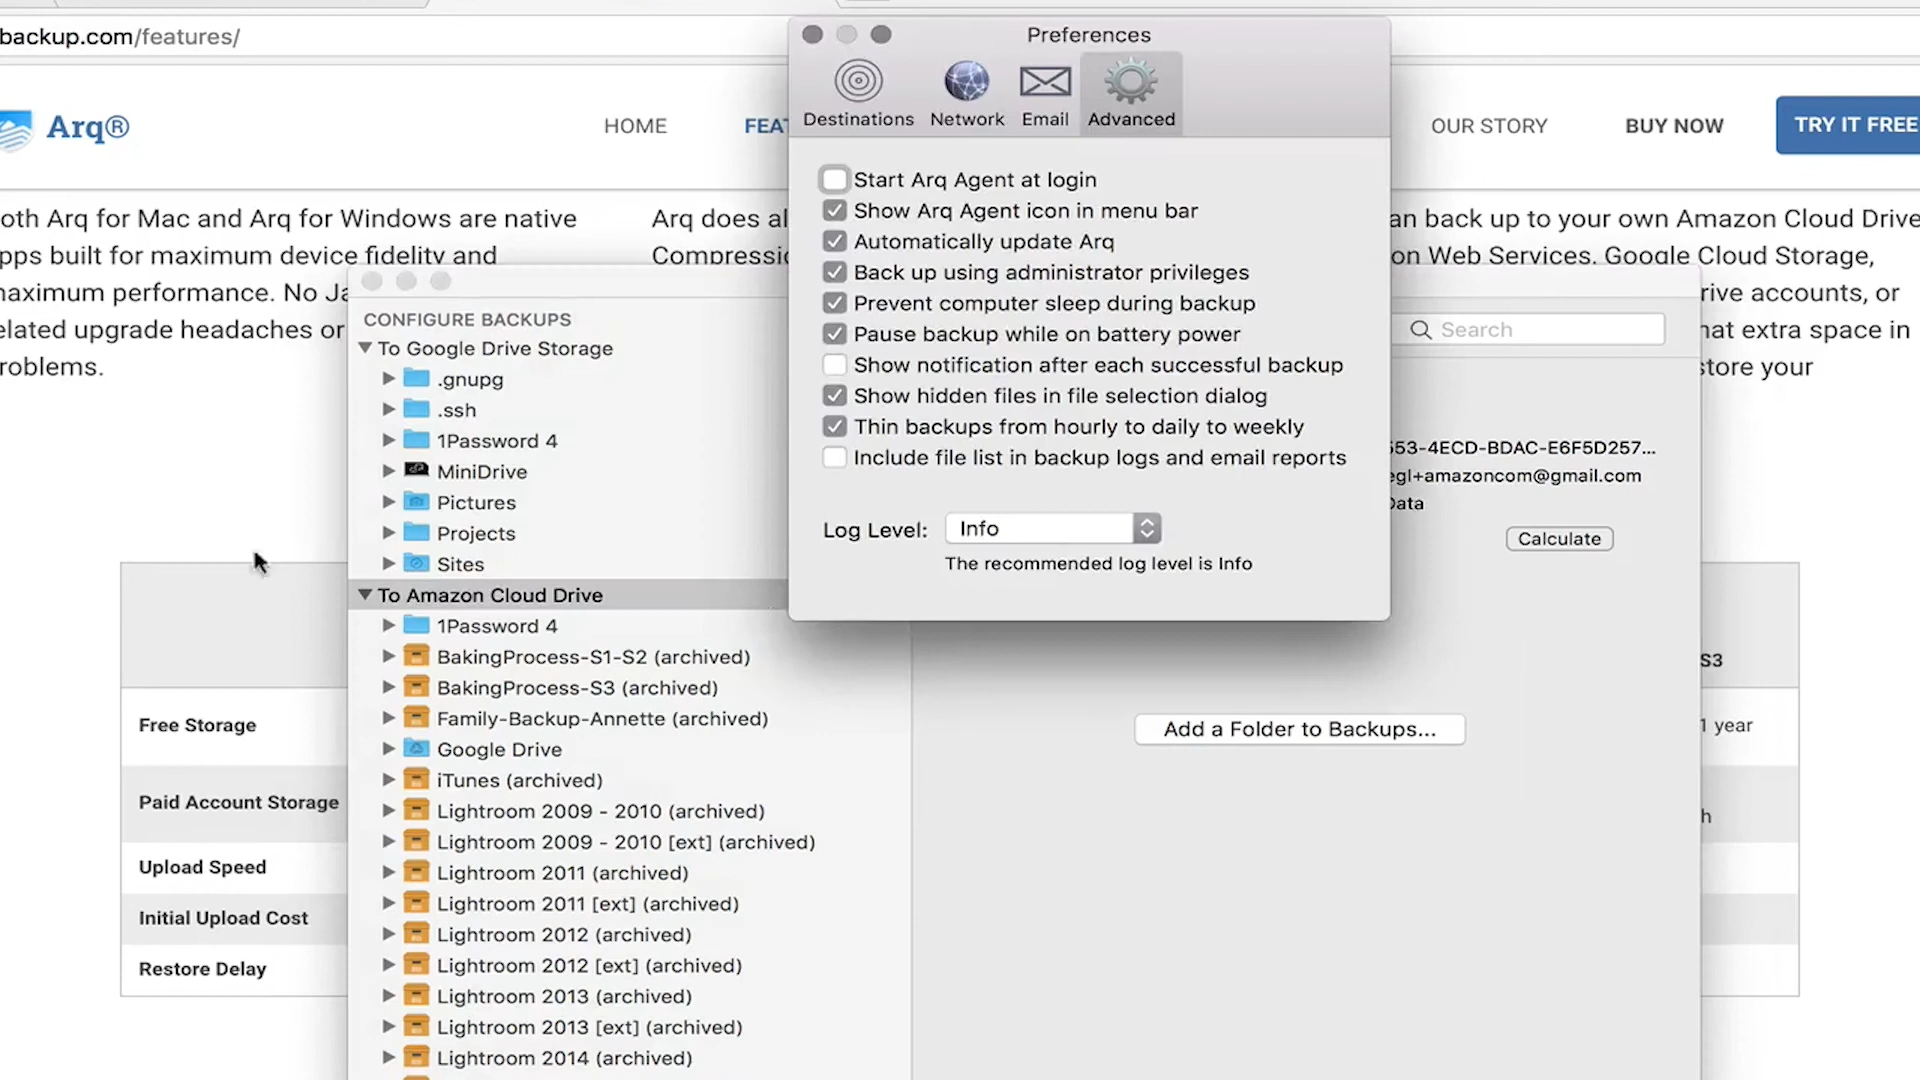 backup.com/features/
Arq®
HOME
FEAT
OUR STORY
BUY NOW
TRY IT FREE
oth Arq for Mac and Arq for Windows are native
pps built for maximum device fidelity and
maximum performance. No Ja
elated upgrade headaches or
roblems.
Arq does al
Compressio
an back up to your own Amazon Cloud Drive
on Web Services, Google Cloud Storage,
rive accounts, or
hat extra space in
store your
Preferences
Destinations
Network
Email
Advanced
Start Arq Agent at login
Show Arq Agent icon in menu bar
Automatically update Arq
Back up using administrator privileges
Prevent computer sleep during backup
Pause backup while on battery power
Show notification after each successful backup
Show hidden files in file selection dialog
Thin backups from hourly to daily to weekly
Include file list in backup logs and email reports
Log Level: Info
The recommended log level is Info
CONFIGURE BACKUPS
To Google Drive Storage
.gnupg
.ssh
1Password 4
MiniDrive
Pictures
Projects
Sites
To Amazon Cloud Drive
1Password 4
BakingProcess-S1-S2 (archived)
BakingProcess-S3 (archived)
Family-Backup-Annette (archived)
Google Drive
iTunes (archived)
Lightroom 2009 - 2010 (archived)
Lightroom 2009 - 2010 [ext] (archived)
Lightroom 2011 (archived)
Lightroom 2011 [ext] (archived)
Lightroom 2012 (archived)
Lightroom 2012 [ext] (archived)
Lightroom 2013 (archived)
Lightroom 2013 [ext] (archived)
Lightroom 2014 (archived)
Search
553-4ECD-BDAC-E6F5D257...
egl+amazoncom@gmail.com
Data
Calculate
Add a Folder to Backups...
S3
Free Storage
1 year
Paid Account Storage
h
Upload Speed
Initial Upload Cost
Restore Delay